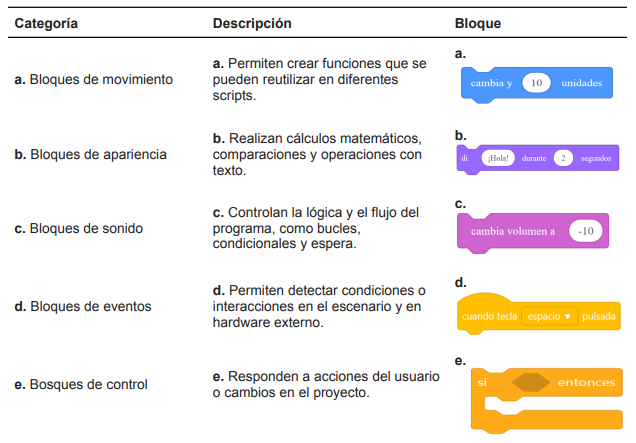 Categoría Descripción Bloque
a. Bloques de movimiento
a. Permiten crear funciones que se
pueden reutilizar en diferentes
scripts.
a.
cambia y 10 unidades
b. Bloques de apariencia
b. Realizan cálculos matemáticos,
comparaciones y operaciones con
texto.
b.
di ¡Hola! durante 2 segundos
c. Bloques de sonido
c. Controlan la lógica y el flujo del
programa, como bucles,
condicionales y espera.
c.
cambia volumen a -10
d. Bloques de eventos
d. Permiten detectar condiciones o
interacciones en el escenario y en
hardware externo.
d.
cuando tecla espacio pulsada
e. Bosques de control
e. Responden a acciones del usuario
o cambios en el proyecto.
e.
si entonces